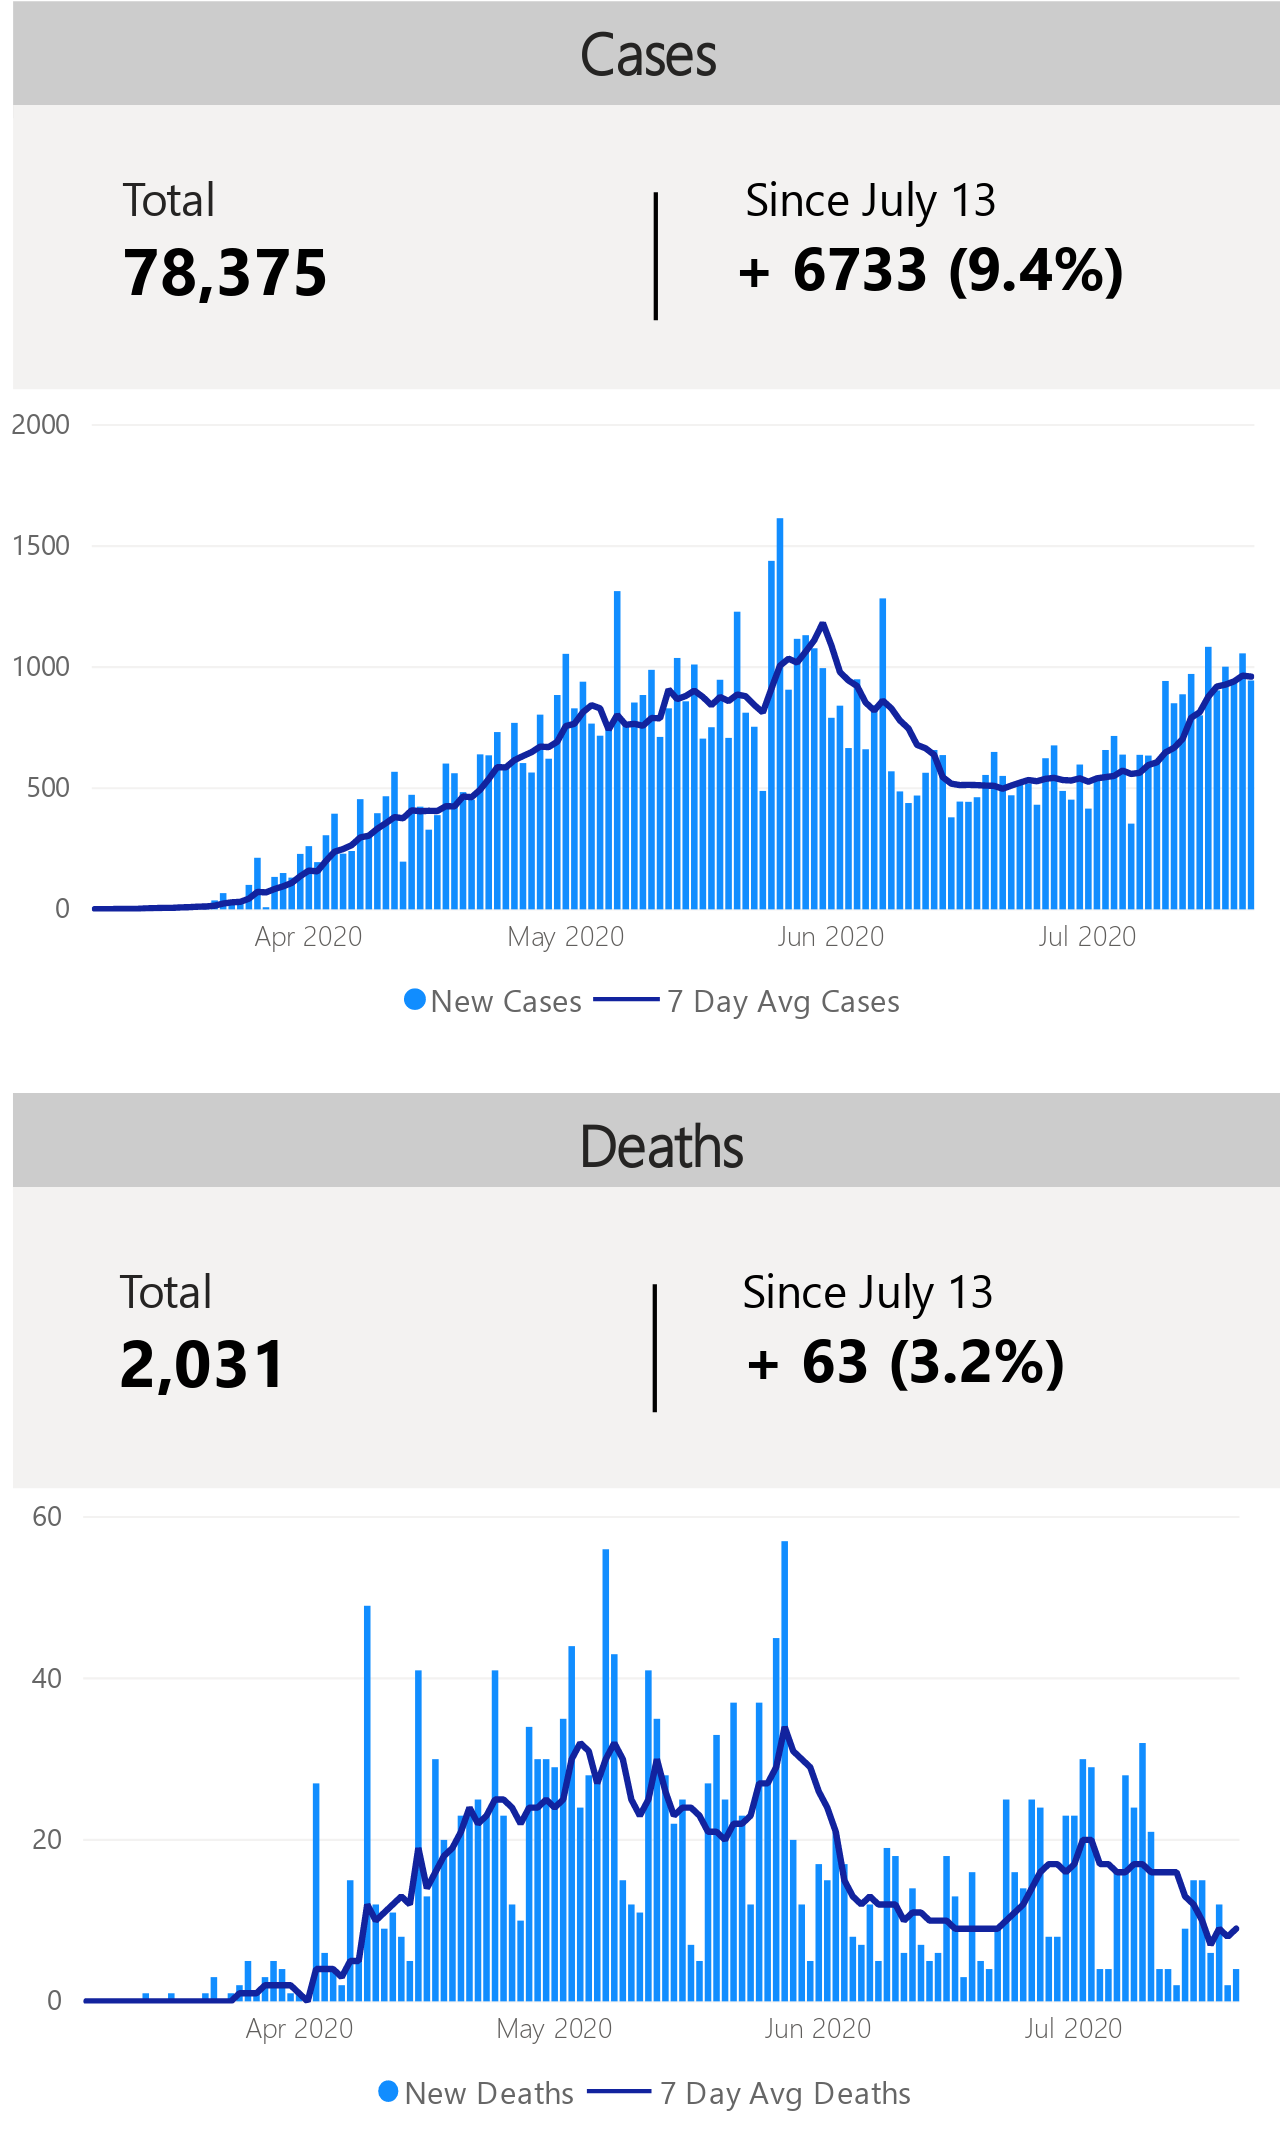 Cases
Total
Since July 13
78,375
+ 6733 (9.4%)
2000
1500
1000
500
0
Apr 2020 May 2020 Jun 2020 Jul 2020
New Cases 7 Day Avg Cases
Deaths
Total
Since July 13
2,031
+ 63 (3.2%)
60
40
20
0
Apr 2020 May 2020 Jun 2020 Jul 2020
New Deaths 7 Day Avg Deaths